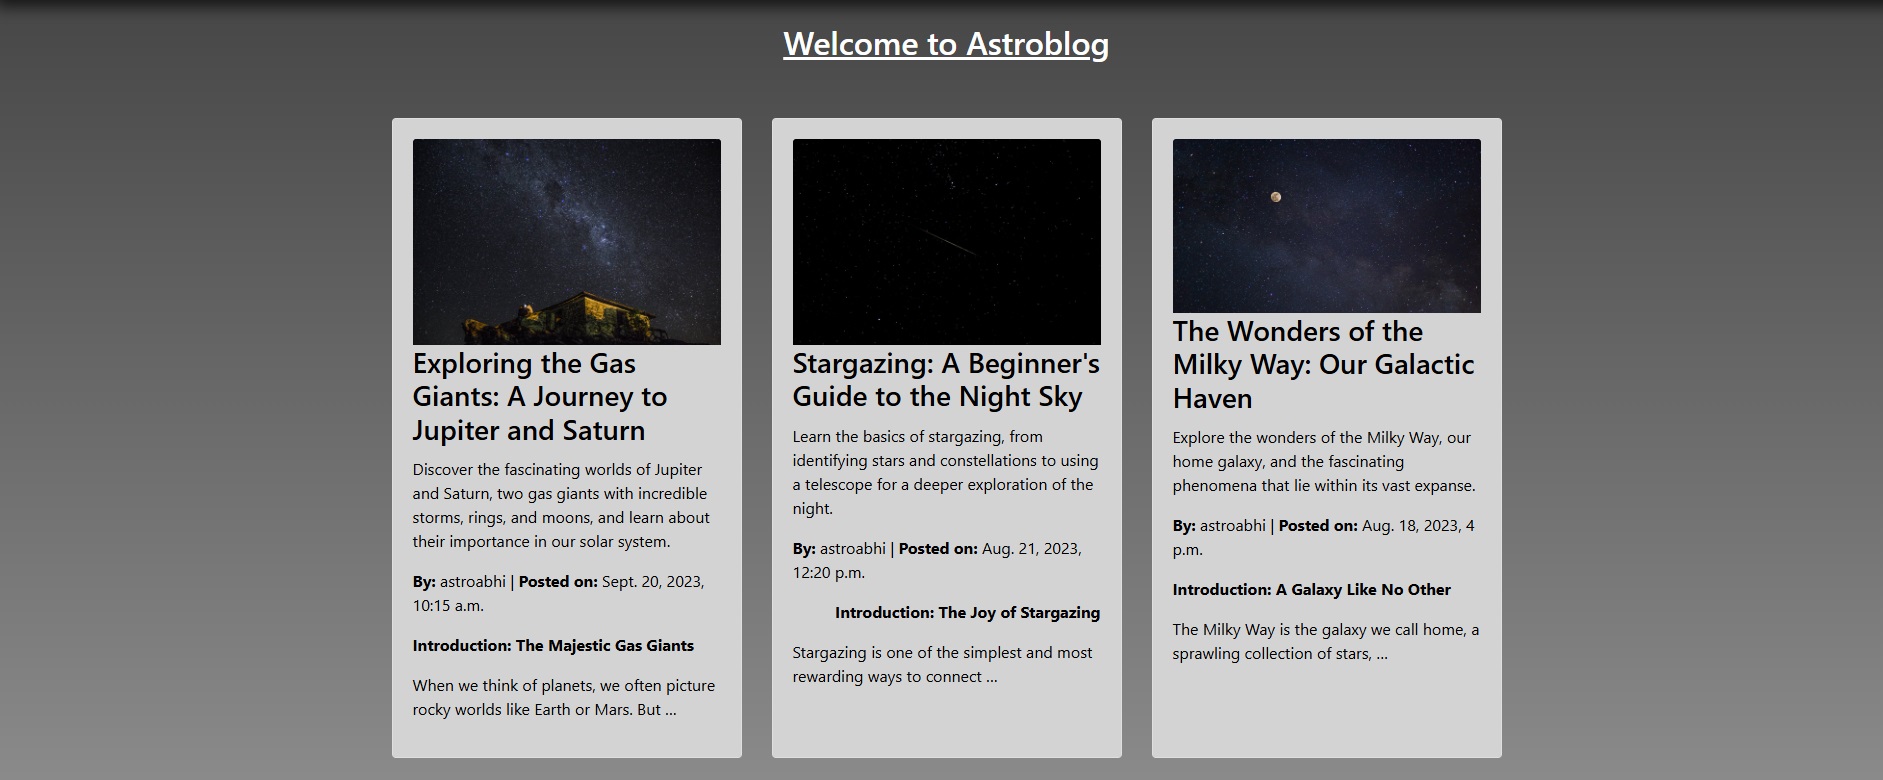 Welcome to Astroblog
Exploring the Gas
Giants: A Journey to
Jupiter and Saturn
Discover the fascinating worlds of Jupiter
and Saturn, two gas giants with incredible
storms, rings, and moons, and learn about
their importance in our solar system.
By: astroabhi | Posted on: Sept. 20, 2023,
10:15 a.m.
Introduction: The Majestic Gas Giants
When we think of planets, we often picture
rocky worlds like Earth or Mars. But ...
Stargazing: A Beginner's
Guide to the Night Sky
Learn the basics of stargazing, from
identifying stars and constellations to using
a telescope for a deeper exploration of the
night.
By: astroabhi | Posted on: Aug. 21, 2023,
12:20 p.m.
Introduction: The Joy of Stargazing
Stargazing is one of the simplest and most
rewarding ways to connect ...
The Wonders of the
Milky Way: Our Galactic
Haven
Explore the wonders of the Milky Way, our
home galaxy, and the fascinating
phenomena that lie within its vast expanse.
By: astroabhi | Posted on: Aug. 18, 2023, 4
p.m.
Introduction: A Galaxy Like No Other
The Milky Way is the galaxy we call home, a
sprawling collection of stars, ...